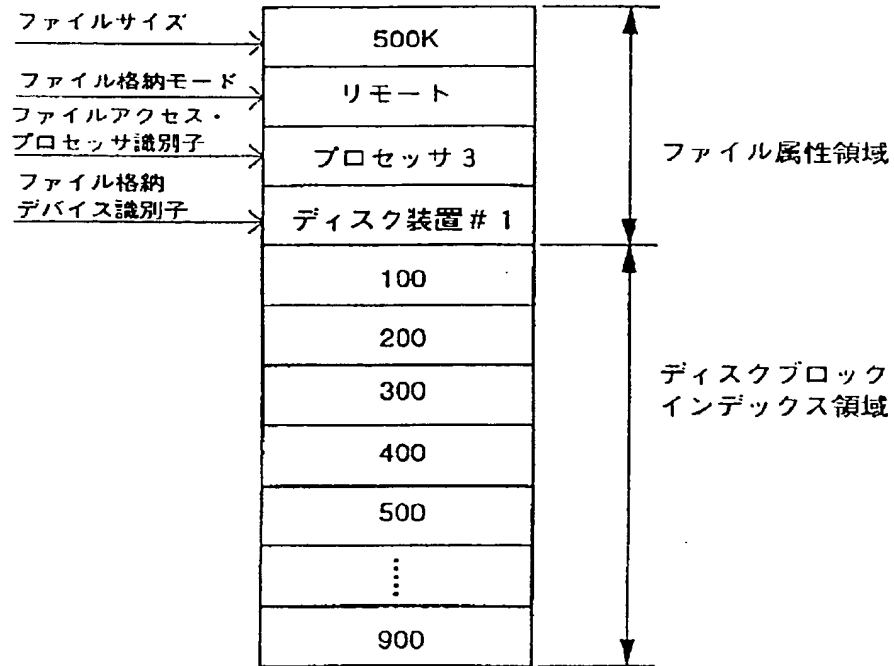 ファイルサイズ
500K
ファイル格納モード
リモート
ファイルアクセス・
プロセッサ識別子
プロセッサ3
ファイル格納
デバイス識別子
ディスク装置#1
ファイル属性領域
100
200
300
400
500
900
ディスクブロック
インデックス領域